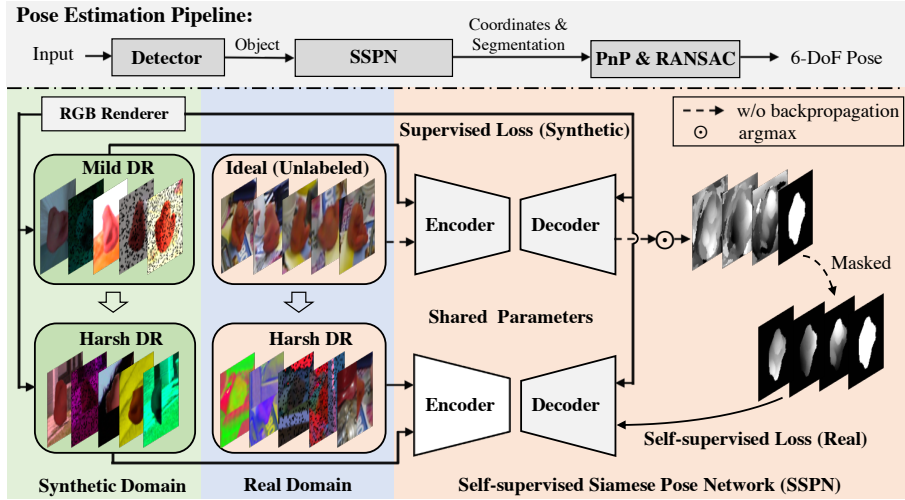 Pose Estimation Pipeline:
Input
Detector
Object
SSPN
Coordinates &
Segmentation
PnP & RANSAC
6-DoF Pose
RGB Renderer
Supervised Loss (Synthetic)
w/o backpropagation
argmax
Mild DR
Ideal (Unlabeled)
Encoder
Decoder
Masked
Shared Parameters
Harsh DR
Harsh DR
Encoder
Decoder
Self-supervised Loss (Real)
Synthetic Domain
Real Domain
Self-supervised Siamese Pose Network (SSPN)